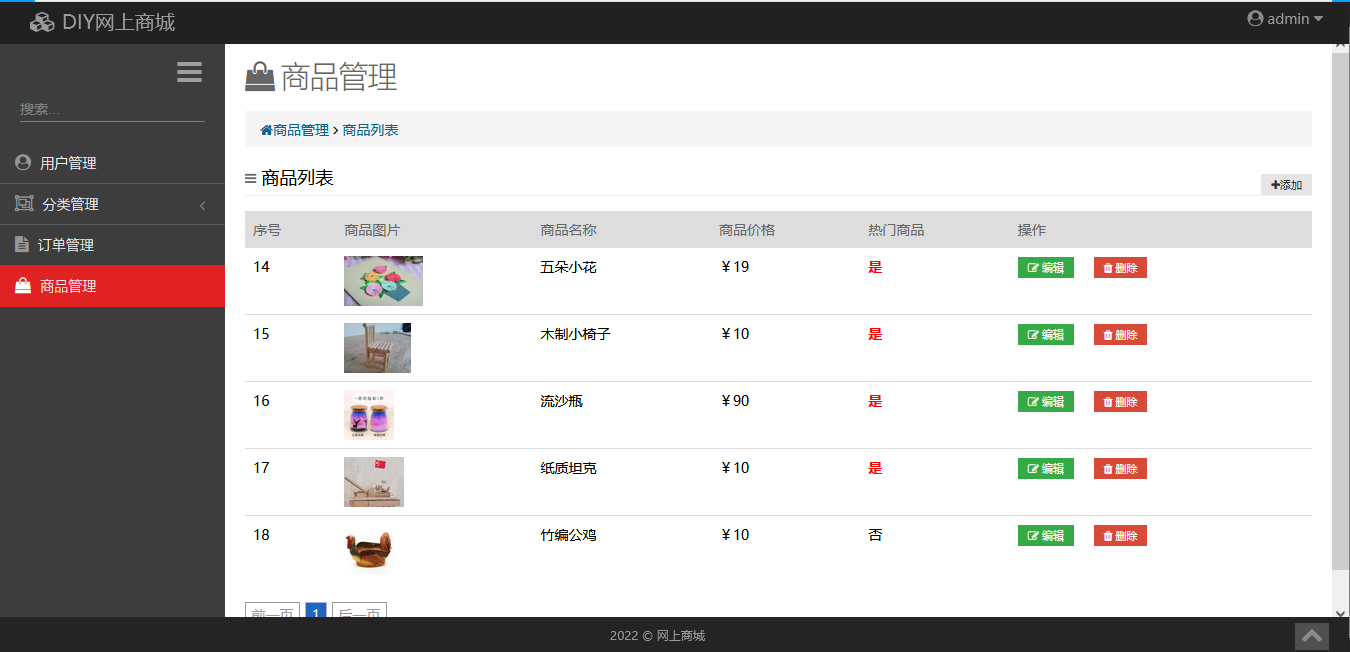 DIY网上商城
admin
搜索...
用户管理
分类管理
订单管理
商品管理
商品管理
商品管理 > 商品列表
商品列表
添加
序号 商品图片 商品名称 商品价格 热门商品 操作
14 五朵小花 ￥19 是 编辑 删除
15 木制小椅子 ￥10 是 编辑 删除
16 流沙瓶 ￥90 是 编辑 删除
17 纸质坦克 ￥10 是 编辑 删除
18 竹编公鸡 ￥10 否 编辑 删除
前一页 1 后一页
2022 © 网上商城